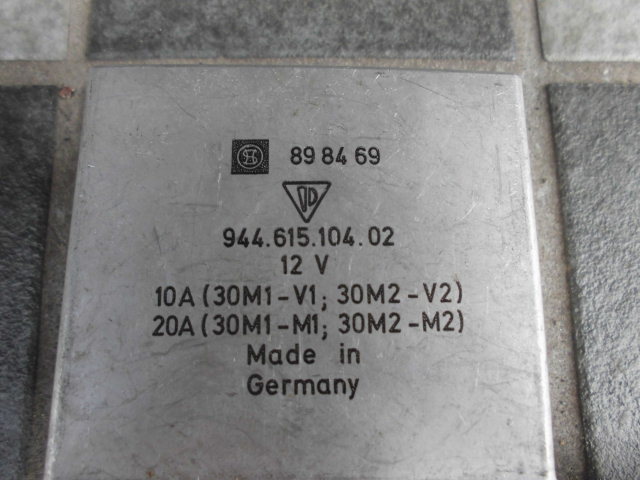 89 84 69
944.615.104.02
12 V
10A (30M1-V1; 30M2-V2)
20A (30M1-M1; 30M2-M2)
Made in
Germany